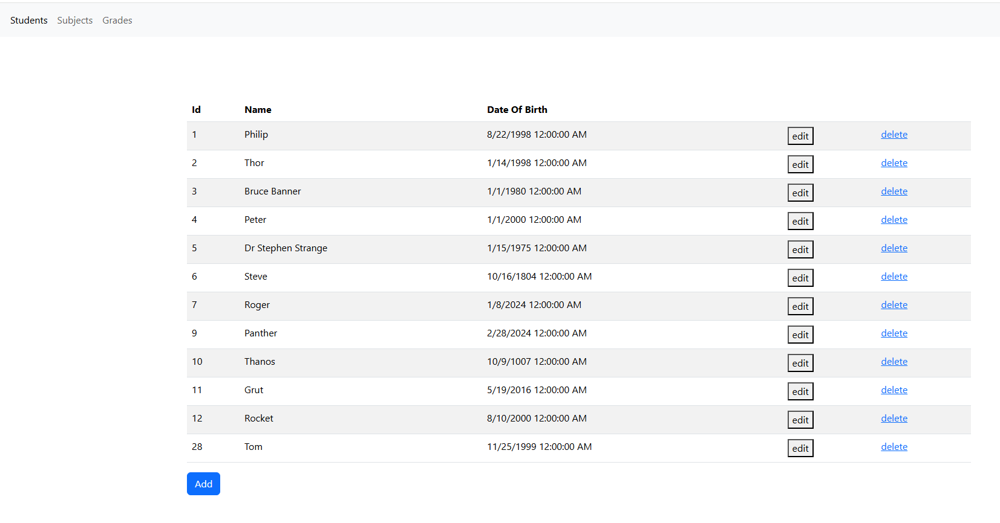 Students Subjects Grades
Id Name Date Of Birth
1 Philip 8/22/1998 12:00:00 AM edit delete
2 Thor 1/14/1998 12:00:00 AM edit delete
3 Bruce Banner 1/1/1980 12:00:00 AM edit delete
4 Peter 1/1/2000 12:00:00 AM edit delete
5 Dr Stephen Strange 1/15/1975 12:00:00 AM edit delete
6 Steve 10/16/1804 12:00:00 AM edit delete
7 Roger 1/8/2024 12:00:00 AM edit delete
9 Panther 2/28/2024 12:00:00 AM edit delete
10 Thanos 10/9/1007 12:00:00 AM edit delete
11 Grut 5/19/2016 12:00:00 AM edit delete
12 Rocket 8/10/2000 12:00:00 AM edit delete
28 Tom 11/25/1999 12:00:00 AM edit delete
Add